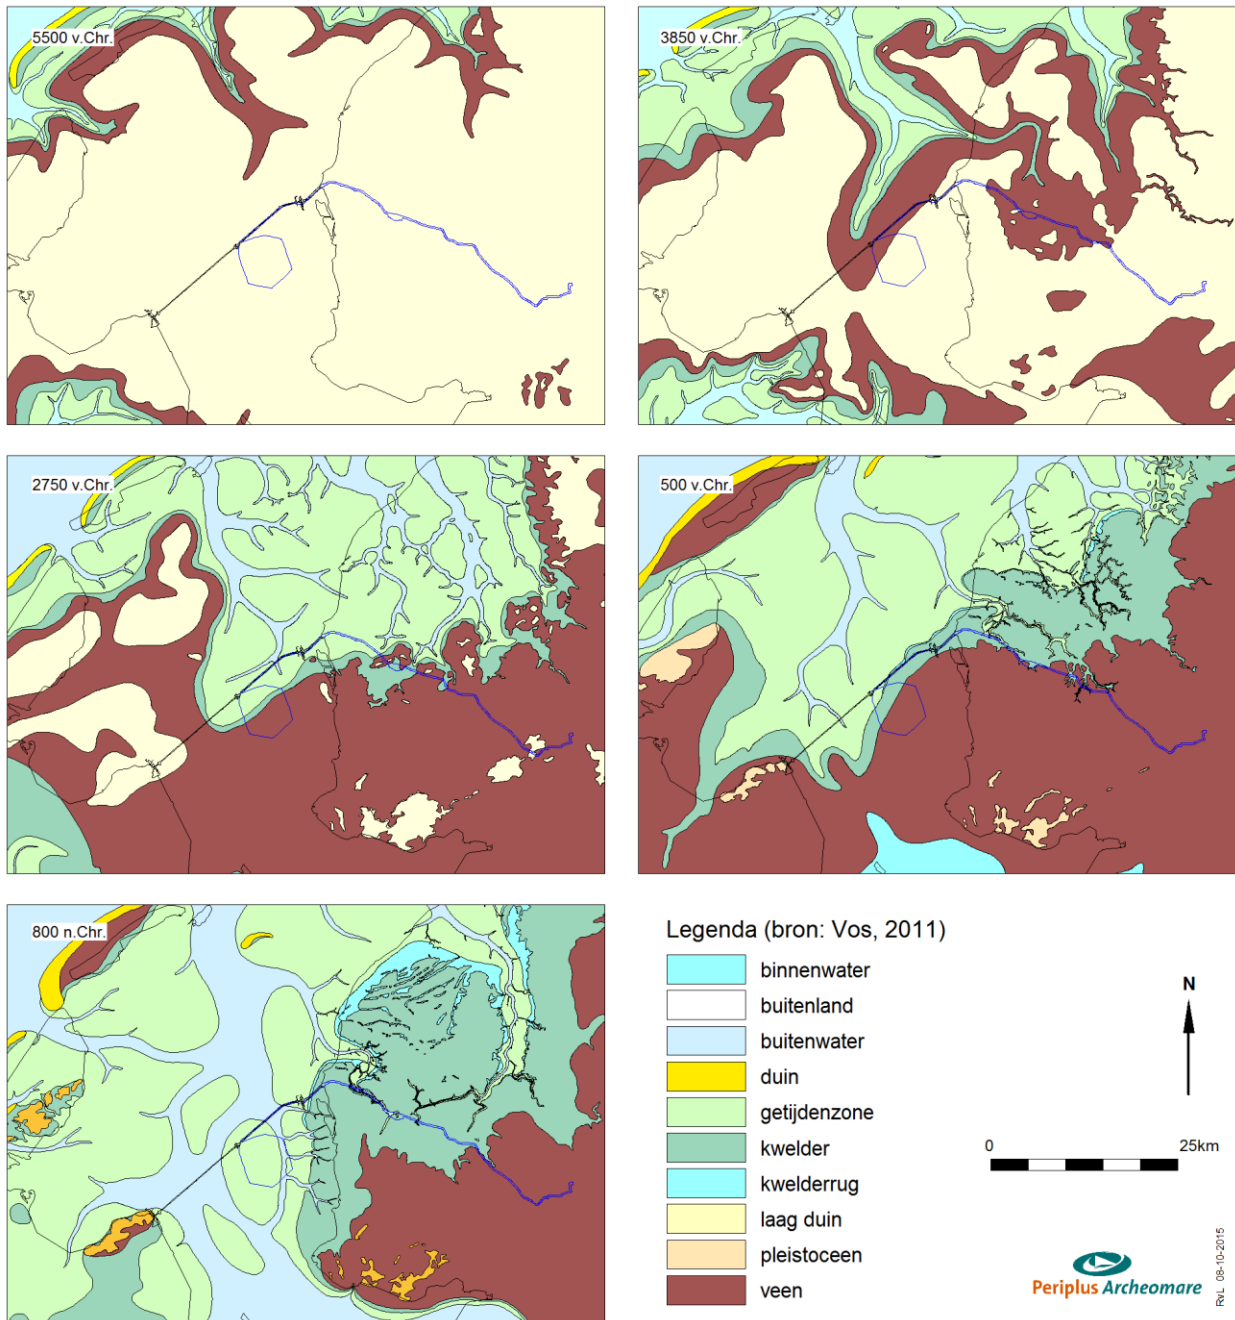 5500 v.Chr.
3850 v.Chr.
2750 v.Chr.
500 v.Chr.
800 n.Chr.
Legenda (bron: Vos, 2011)
binnenwater
buitenland
buitenwater
duin
getijdenzone
kwelder
kwelderrug
laag duin
pleistoceen
veen
N
0 25km
Periplus Archeomare
RvL 08-10-2015